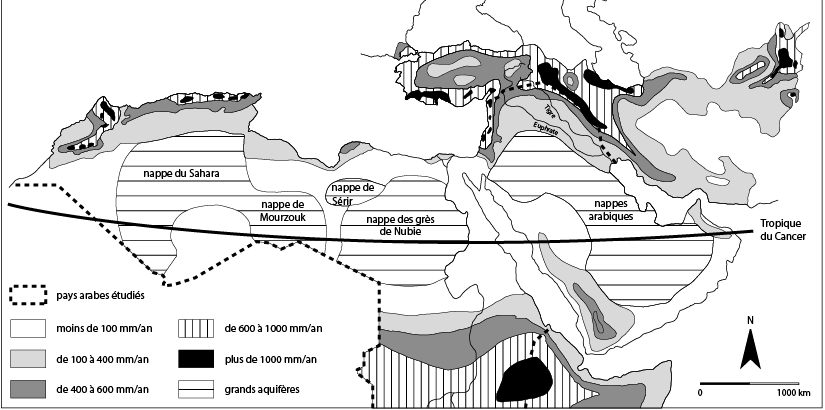 Tigre
Euphrate
nappe du Sahara
nappe de
Sérir
nappe de
Mourzouk
nappe des grès
de Nubie
nappes
arabiques
Tropique
du Cancer
pays arabes étudiés
moins de 100 mm/an
de 600 à 1000 mm/an
de 100 à 400 mm/an
plus de 1000 mm/an
de 400 à 600 mm/an
grands aquifères
N
0
1000 km